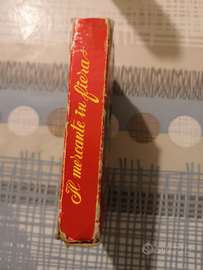 Il mercante in fiera